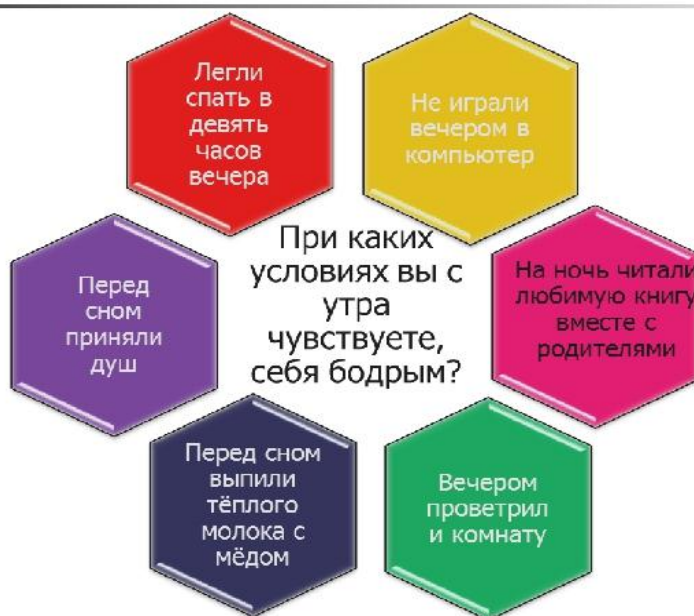 Легли
спать в
девять
часов
вечера
Не играли
вечером в
компьютер
Перед
сном
приняли
душ
При каких
условиях вы с
утра
чувствуете,
себя бодрым?
На ночь читали
любимую книгу
вместе с
родителями
Перед сном
выпили
тёплого
молока с
мёдом
Вечером
проветрил
и комнату